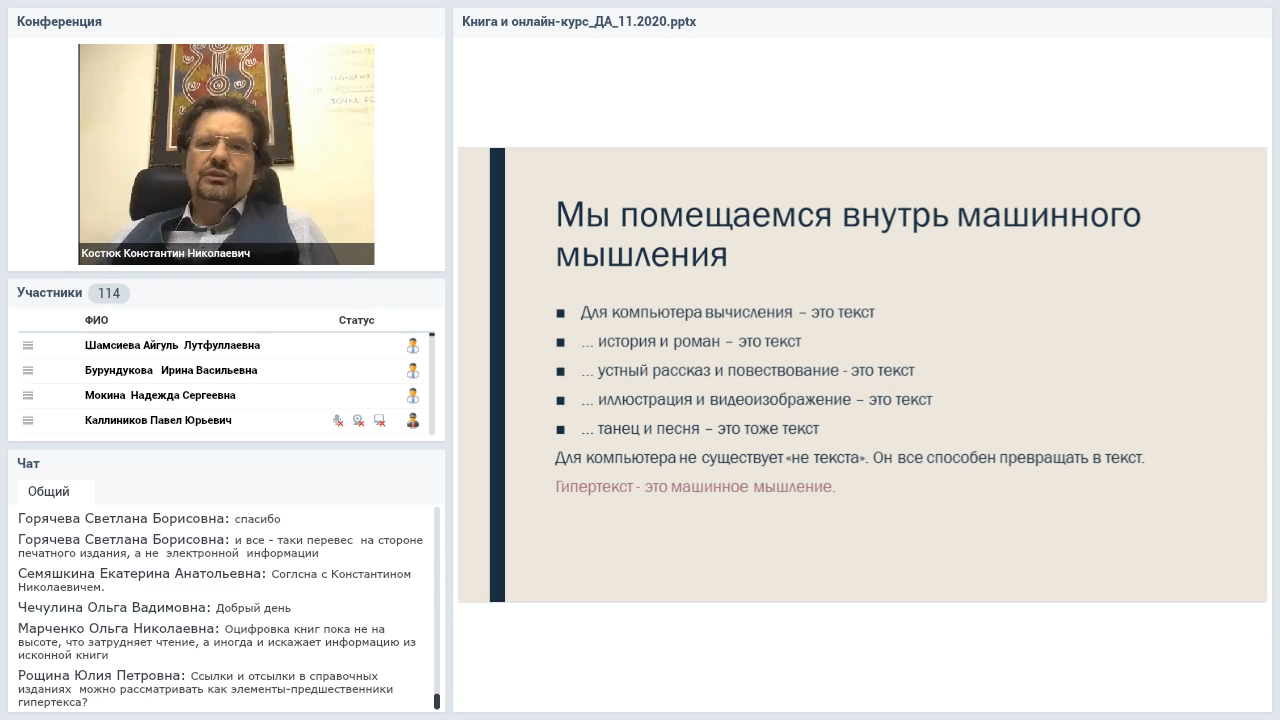 Конференция
Костюк Константин Николаевич
Участники 114
ФИО Статус
Шамсиева Айгуль Лутфуллаевна
Бурундукова Ирина Васильевна
Мокина Надежда Сергеевна
Каллиников Павел Юрьевич
Чат
Общий
Горячева Светлана Борисовна: спасибо
Горячева Светлана Борисовна: и все - таки перевес на стороне
печатного издания, а не электронной информации
Семяшкина Екатерина Анатольевна: Соглсна с Константином
Николаевичем.
Чечулина Ольга Вадимовна: Добрый день
Марченко Ольга Николаевна: Оцифровка книг пока не на
высоте, что затрудняет чтение, а иногда и искажает информацию из
исконной книги
Рощина Юлия Петровна: Ссылки и отсылки в справочных
изданиях можно рассматривать как элементы-предшественники
гипертекса?
Книга и онлайн-курс_ДА_11.2020.pptx
Мы помещаемся внутрь машинного
мышления
■ Для компьютера вычисления – это текст
■ ... история и роман – это текст
■ ... устный рассказ и повествование - это текст
■ ... иллюстрация и видеоизображение – это текст
■ ... танец и песня – это тоже текст
Для компьютера не существует «не текста». Он все способен превращать в текст.
Гипертекст - это машинное мышление.